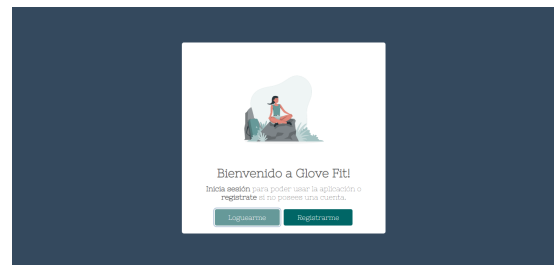 Bienvenido a Glove Fit!
Inicia sesión para poder usar la aplicación o
registrate si no posees una cuenta.
Loguearme Registrarme